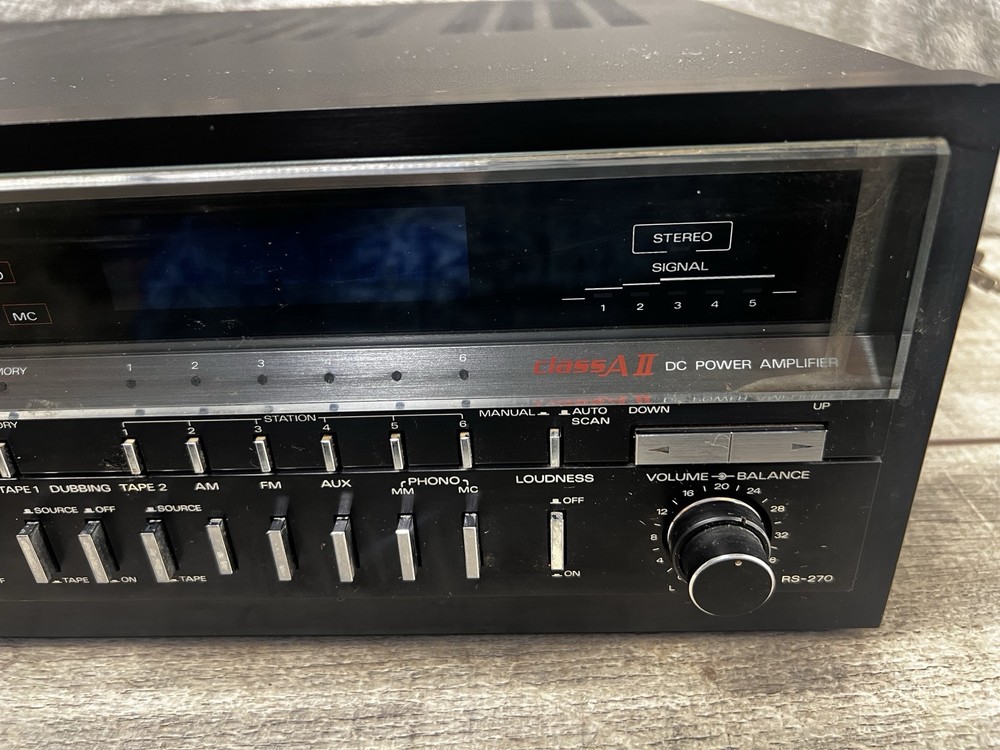 STEREO
SIGNAL
1 2 3 4 5
MC
1 2 3 4 6
classA II DC POWER AMPLIFIER
STATION
1 2 3 4 5 6
MANUAL AUTO SCAN
DOWN UP
TAPE 1 DUBBING TAPE 2 AM FM AUX PHONO MM MC LOUDNESS
SOURCE OFF SOURCE OFF
TAPE ON TAPE ON
VOLUME BALANCE
L 4 8 12 16 20 24 28 32
RS-270